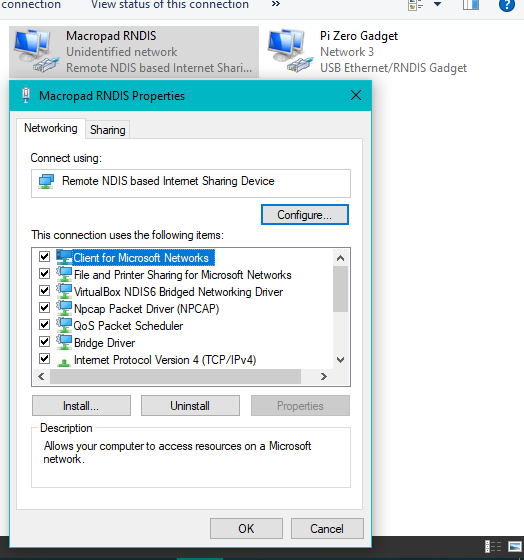 connection
View status of this connection
»
Macropad RNDIS
Unidentified network
Remote NDIS based Internet Shari...
Pi Zero Gadget
Network 3
USB Ethernet/RNDIS Gadget
Macropad RNDIS Properties
Networking
Sharing
Connect using:
Remote NDIS based Internet Sharing Device
Configure...
This connection uses the following items:
Client for Microsoft Networks
File and Printer Sharing for Microsoft Networks
VirtualBox NDIS6 Bridged Networking Driver
Npcap Packet Driver (NPCAP)
QoS Packet Scheduler
Bridge Driver
Internet Protocol Version 4 (TCP/IPv4)
Install...
Uninstall
Properties
Description
Allows your computer to access resources on a Microsoft
network.
OK
Cancel